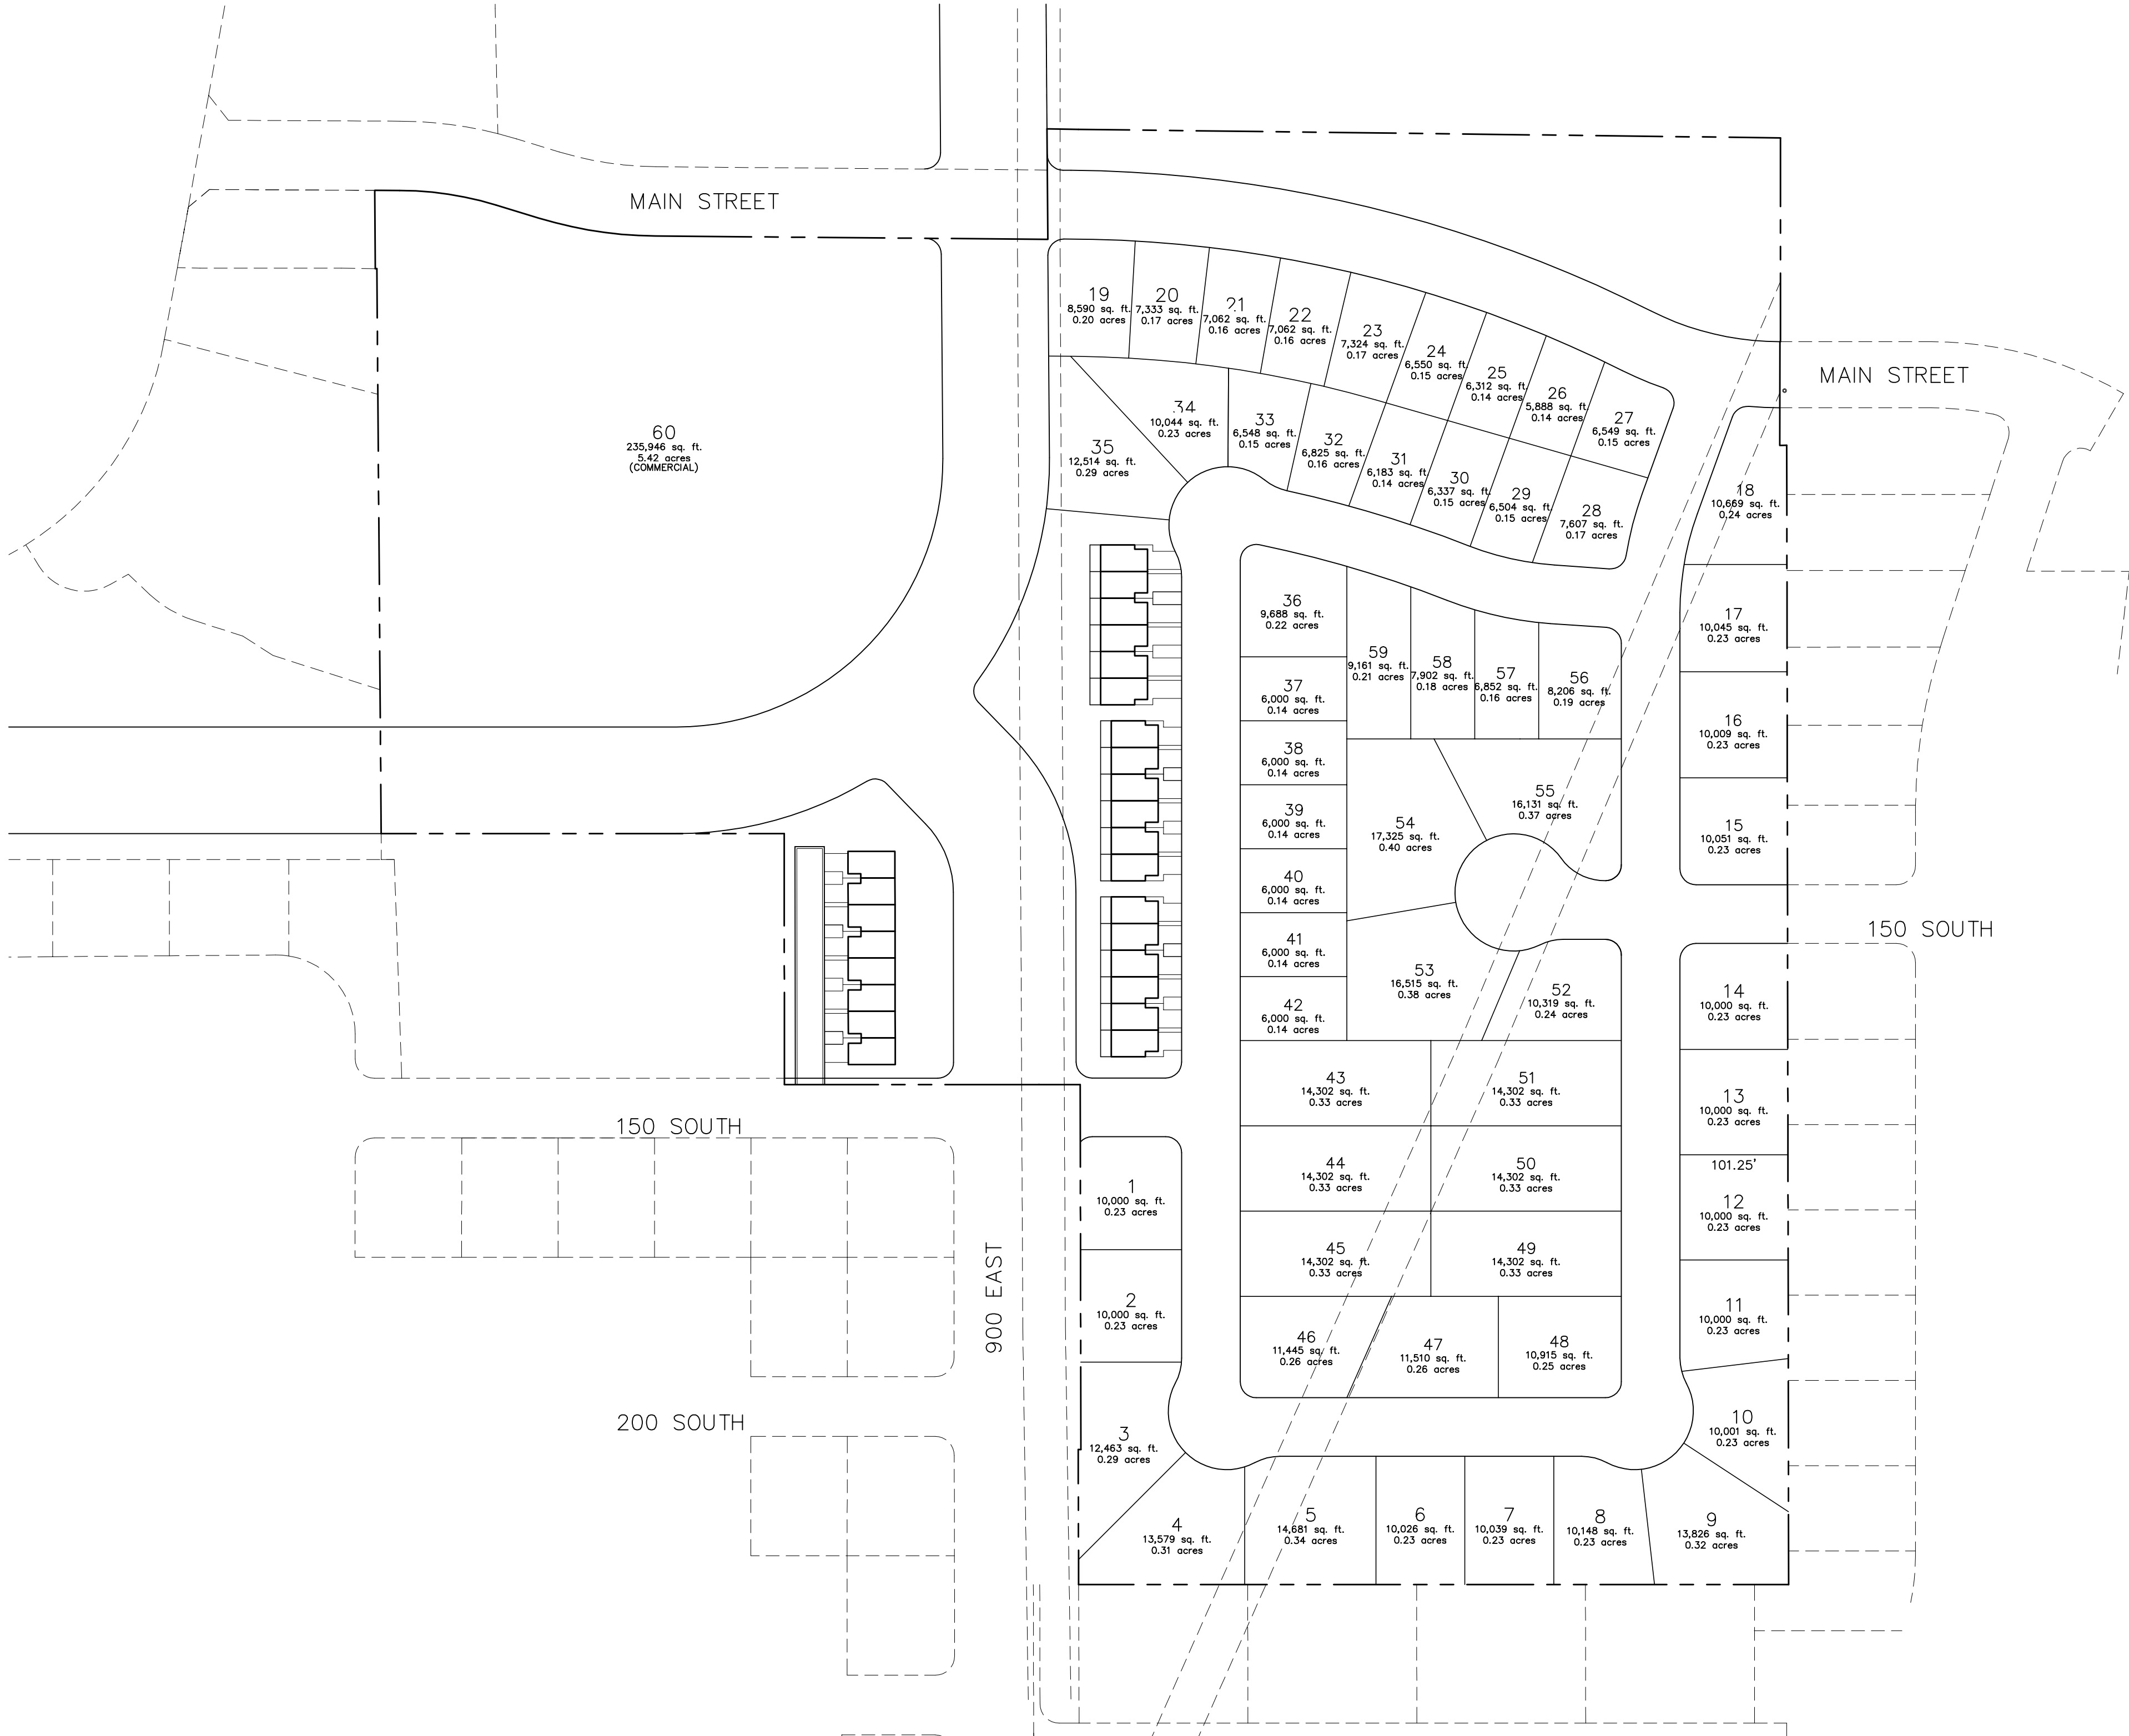 MAIN STREET
60
235,946 sq. ft.
5.42 acres
(COMMERCIAL)
19
8,590 sq. ft.
0.20 acres
20
7,333 sq. ft.
0.17 acres
21
7,062 sq. ft.
0.16 acres
22
7,062 sq. ft.
0.16 acres
23
7,324 sq. ft.
0.17 acres
24
6,550 sq. ft.
0.15 acres
25
6,312 sq. ft.
0.14 acres
26
5,888 sq. ft.
0.14 acres
27
6,549 sq. ft.
0.15 acres
MAIN STREET
35
12,514 sq. ft.
0.29 acres
34
10,044 sq. ft.
0.23 acres
33
6,548 sq. ft.
0.15 acres
32
6,825 sq. ft.
0.16 acres
31
6,183 sq. ft.
0.14 acres
30
6,337 sq. ft.
0.15 acres
29
6,504 sq. ft.
0.15 acres
28
7,607 sq. ft.
0.17 acres
18
10,669 sq. ft.
0.24 acres
17
10,045 sq. ft.
0.23 acres
16
10,009 sq. ft.
0.23 acres
15
10,051 sq. ft.
0.23 acres
36
9,688 sq. ft.
0.22 acres
59
9,161 sq. ft.
0.21 acres
58
7,902 sq. ft.
0.18 acres
57
6,852 sq. ft.
0.16 acres
56
8,206 sq. ft.
0.19 acres
37
6,000 sq. ft.
0.14 acres
38
6,000 sq. ft.
0.14 acres
39
6,000 sq. ft.
0.14 acres
40
6,000 sq. ft.
0.14 acres
41
6,000 sq. ft.
0.14 acres
42
6,000 sq. ft.
0.14 acres
54
17,325 sq. ft.
0.40 acres
55
16,131 sq. ft.
0.37 acres
53
16,515 sq. ft.
0.38 acres
52
10,319 sq. ft.
0.24 acres
150 SOUTH
14
10,000 sq. ft.
0.23 acres
13
10,000 sq. ft.
0.23 acres
101.25'
12
10,000 sq. ft.
0.23 acres
11
10,000 sq. ft.
0.23 acres
43
14,302 sq. ft.
0.33 acres
51
14,302 sq. ft.
0.33 acres
44
14,302 sq. ft.
0.33 acres
50
14,302 sq. ft.
0.33 acres
45
14,302 sq. ft.
0.33 acres
49
14,302 sq. ft.
0.33 acres
46
11,445 sq. ft.
0.26 acres
47
11,510 sq. ft.
0.26 acres
48
10,915 sq. ft.
0.25 acres
150 SOUTH
900 EAST
200 SOUTH
1
10,000 sq. ft.
0.23 acres
2
10,000 sq. ft.
0.23 acres
3
12,463 sq. ft.
0.29 acres
4
13,579 sq. ft.
0.31 acres
5
14,681 sq. ft.
0.34 acres
6
10,026 sq. ft.
0.23 acres
7
10,039 sq. ft.
0.23 acres
8
10,148 sq. ft.
0.23 acres
9
13,826 sq. ft.
0.32 acres
10
10,001 sq. ft.
0.23 acres